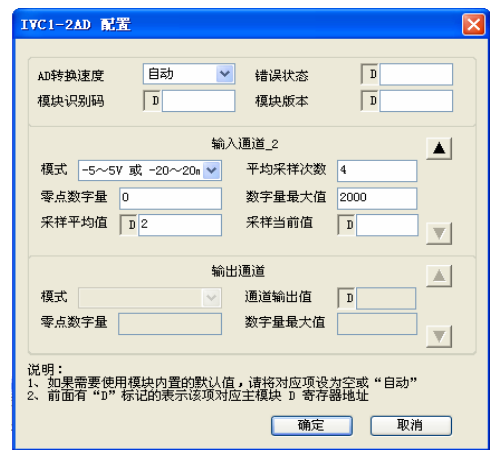 IVC1-2AD 配置
AD转换速度 自动 错误状态 D
模块识别码 D 模块版本 D
输入通道_2
模式 -5～5V 或 -20～20m 平均采样次数 4
零点数字量 0 数字量最大值 2000
采样平均值 D 2 采样当前值 D
输出通道
模式 通道输出值 D
零点数字量 数字量最大值
说明：
1、如果需要使用模块内置的默认值，请将对应项设为空或“自动”
2、前面有“D”标记的表示该项对应主模块 D 寄存器地址
确定 取消